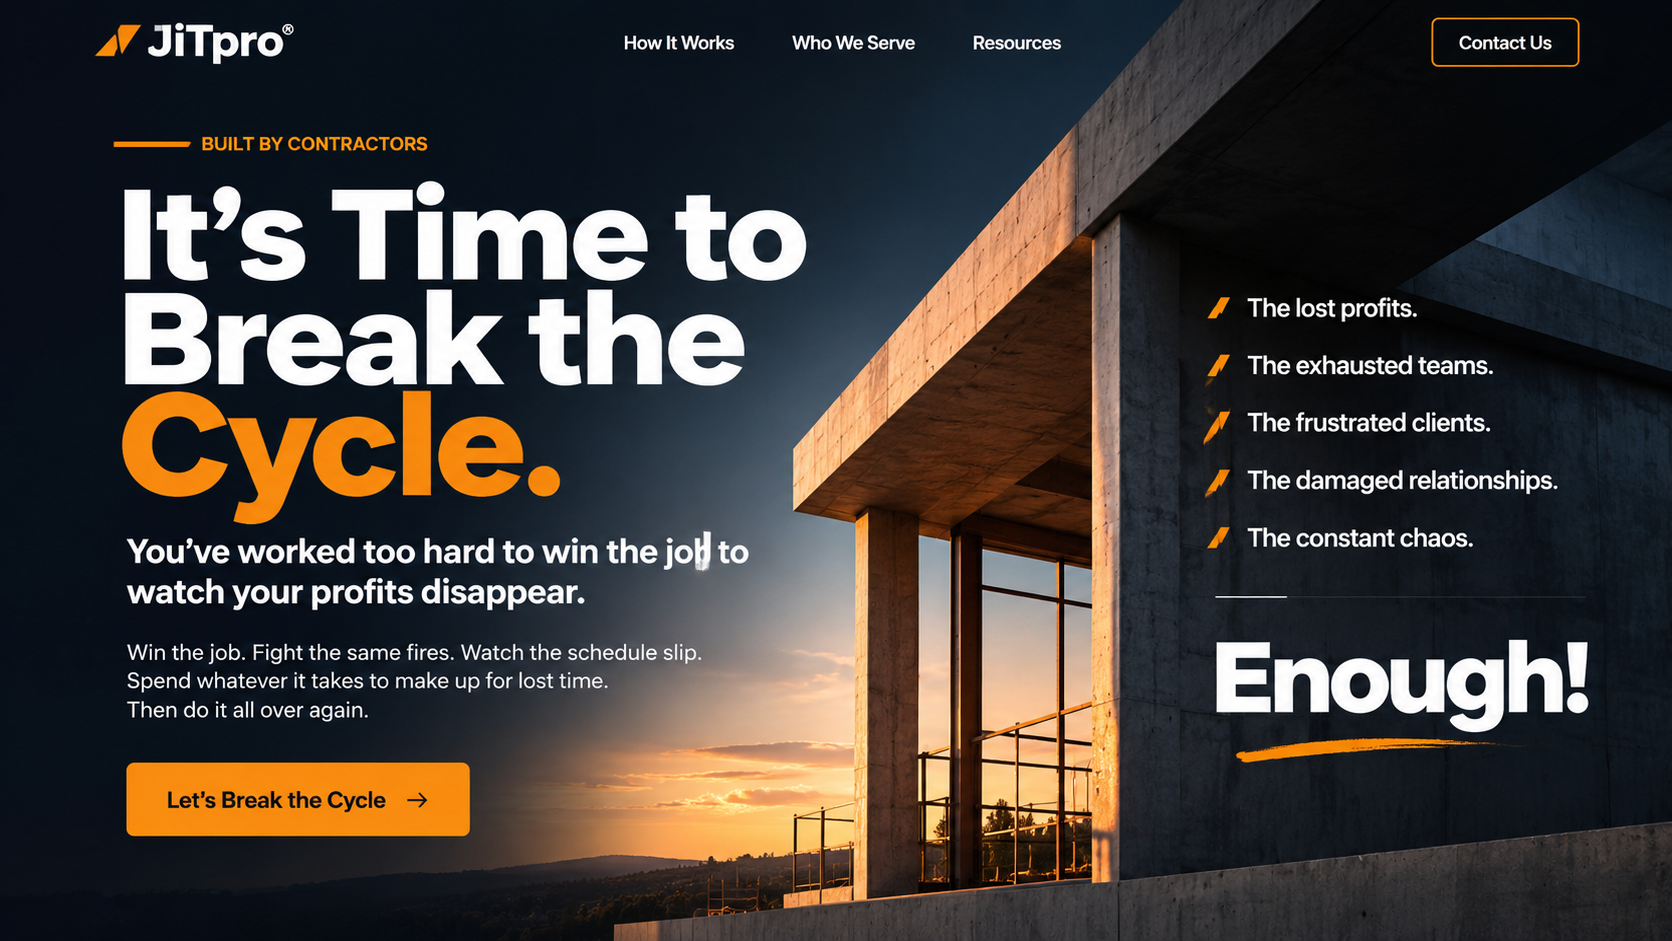 JiTpro®
How It Works
Who We Serve
Resources
Contact Us
BUILT BY CONTRACTORS
It's Time to
Break the
Cycle.
You've worked too hard to win the to
watch your profits disappear.
Win the job. Fight the same fires. Watch the schedule slip.
Spend whatever it takes to make up for lost time.
Then do it all over again.
Let's Break the Cycle →
The lost profits.
The exhausted teams.
The frustrated clients.
The damaged relationships.
The constant chaos.
Enough!